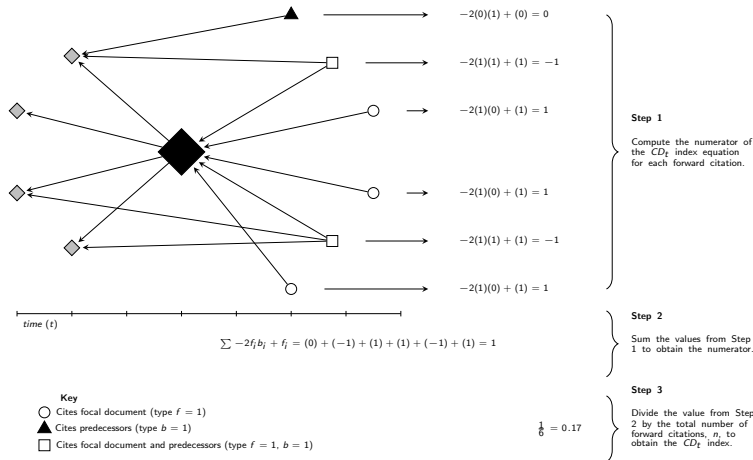 −2(0)(1) + (0) = 0
−2(1)(1) + (1) = −1
−2(1)(0) + (1) = 1
−2(1)(0) + (1) = 1
−2(1)(1) + (1) = −1
−2(1)(0) + (1) = 1
Step 1
Compute the numerator of
the CDt index equation
for each forward citation.
time (t)
∑ −2fibi + fi = (0) + (−1) + (1) + (1) + (−1) + (1) = 1
Step 2
Sum the values from Step
1 to obtain the numerator.
Key
Cites focal document (type f = 1)
Cites predecessors (type b = 1)
Cites focal document and predecessors (type f = 1, b = 1)
1/6 = 0.17
Step 3
Divide the value from Step
2 by the total number of
forward citations, n, to
obtain the CDt index.